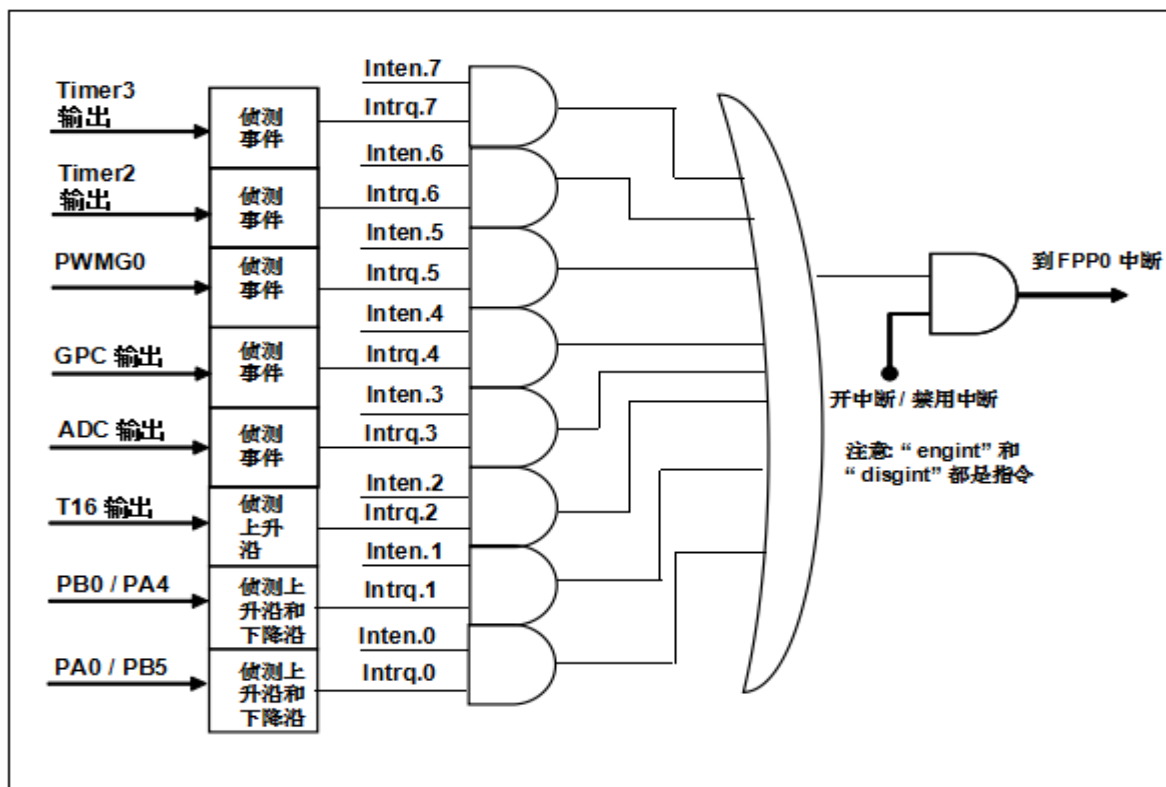 Timer3
输出
侦测
事件
Inten.7
Intrq.7
Timer2
输出
侦测
事件
Inten.6
Intrq.6
PWMG0
侦测
事件
Inten.5
Intrq.5
GPC 输出
侦测
事件
Inten.4
Intrq.4
ADC 输出
侦测
事件
Inten.3
Intrq.3
T16 输出
侦测
上升
沿
Inten.2
Intrq.2
PB0 / PA4
侦测上
升沿和
下降沿
Inten.1
Intrq.1
PA0 / PB5
侦测上
升沿和
下降沿
Inten.0
Intrq.0
到 FPP0 中断
开中断 / 禁用中断
注意: “ engint” 和
“ disgint” 都是指令